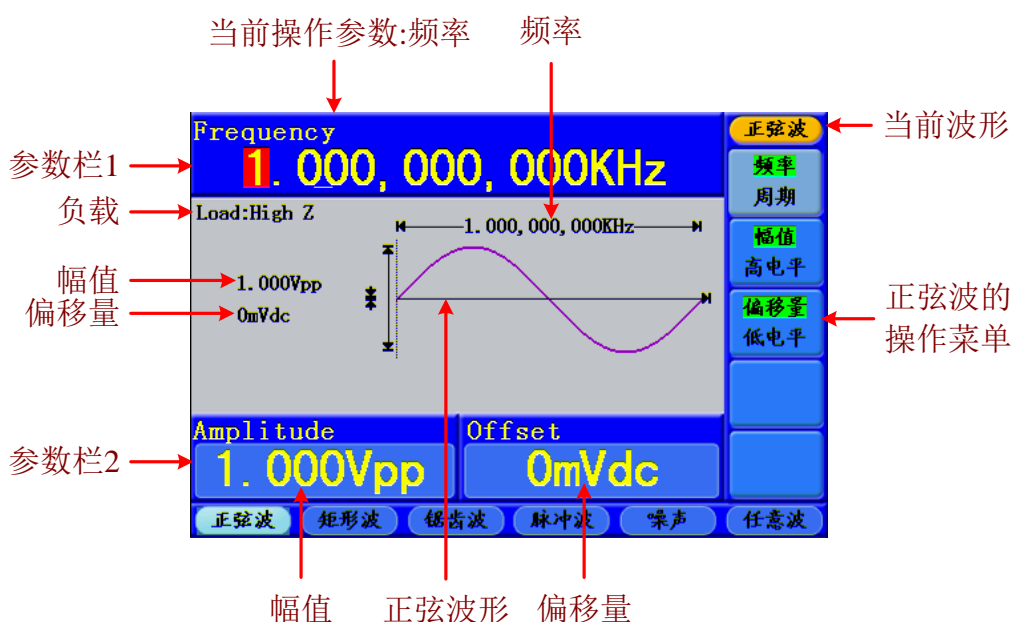 当前操作参数:频率
频率
Frequency
正弦波
当前波形
参数栏1
1.000,000,000KHz
频率
周期
负载
Load:High Z
1.000,000,000KHz
幅值
高电平
幅值
1.000Vpp
偏移量
0mVdc
偏移量
低电平
正弦波的
操作菜单
Amplitude
Offset
参数栏2
1.000Vpp
0mVdc
正弦波
矩形波
锯齿波
脉冲波
噪声
任意波
幅值
正弦波形
偏移量